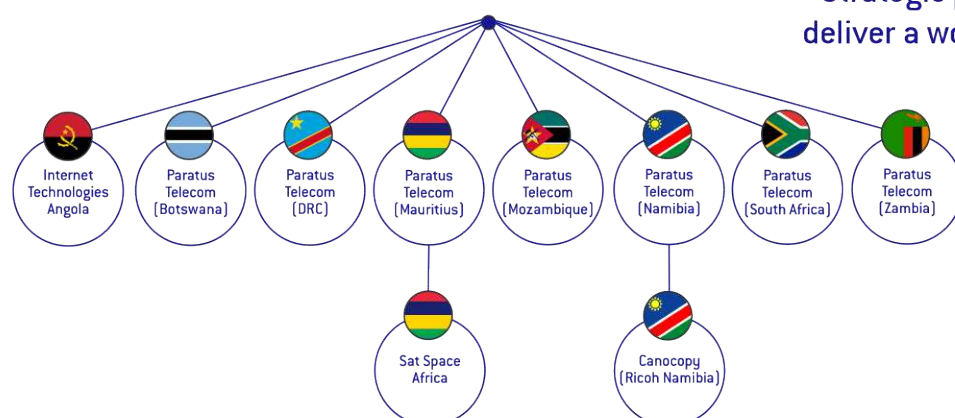 Strategic
deliver a
Internet
Technologies
Angola
Paratus
Telecom
(Botswana)
Paratus
Telecom
(DRC)
Paratus
Telecom
(Mauritius)
Paratus
Telecom
(Mozambique)
Paratus
Telecom
(Namibia)
Paratus
Telecom
(South Africa)
Paratus
Telecom
(Zambia)
Sat Space
Africa
Canocopy
(Ricoh Namibia)